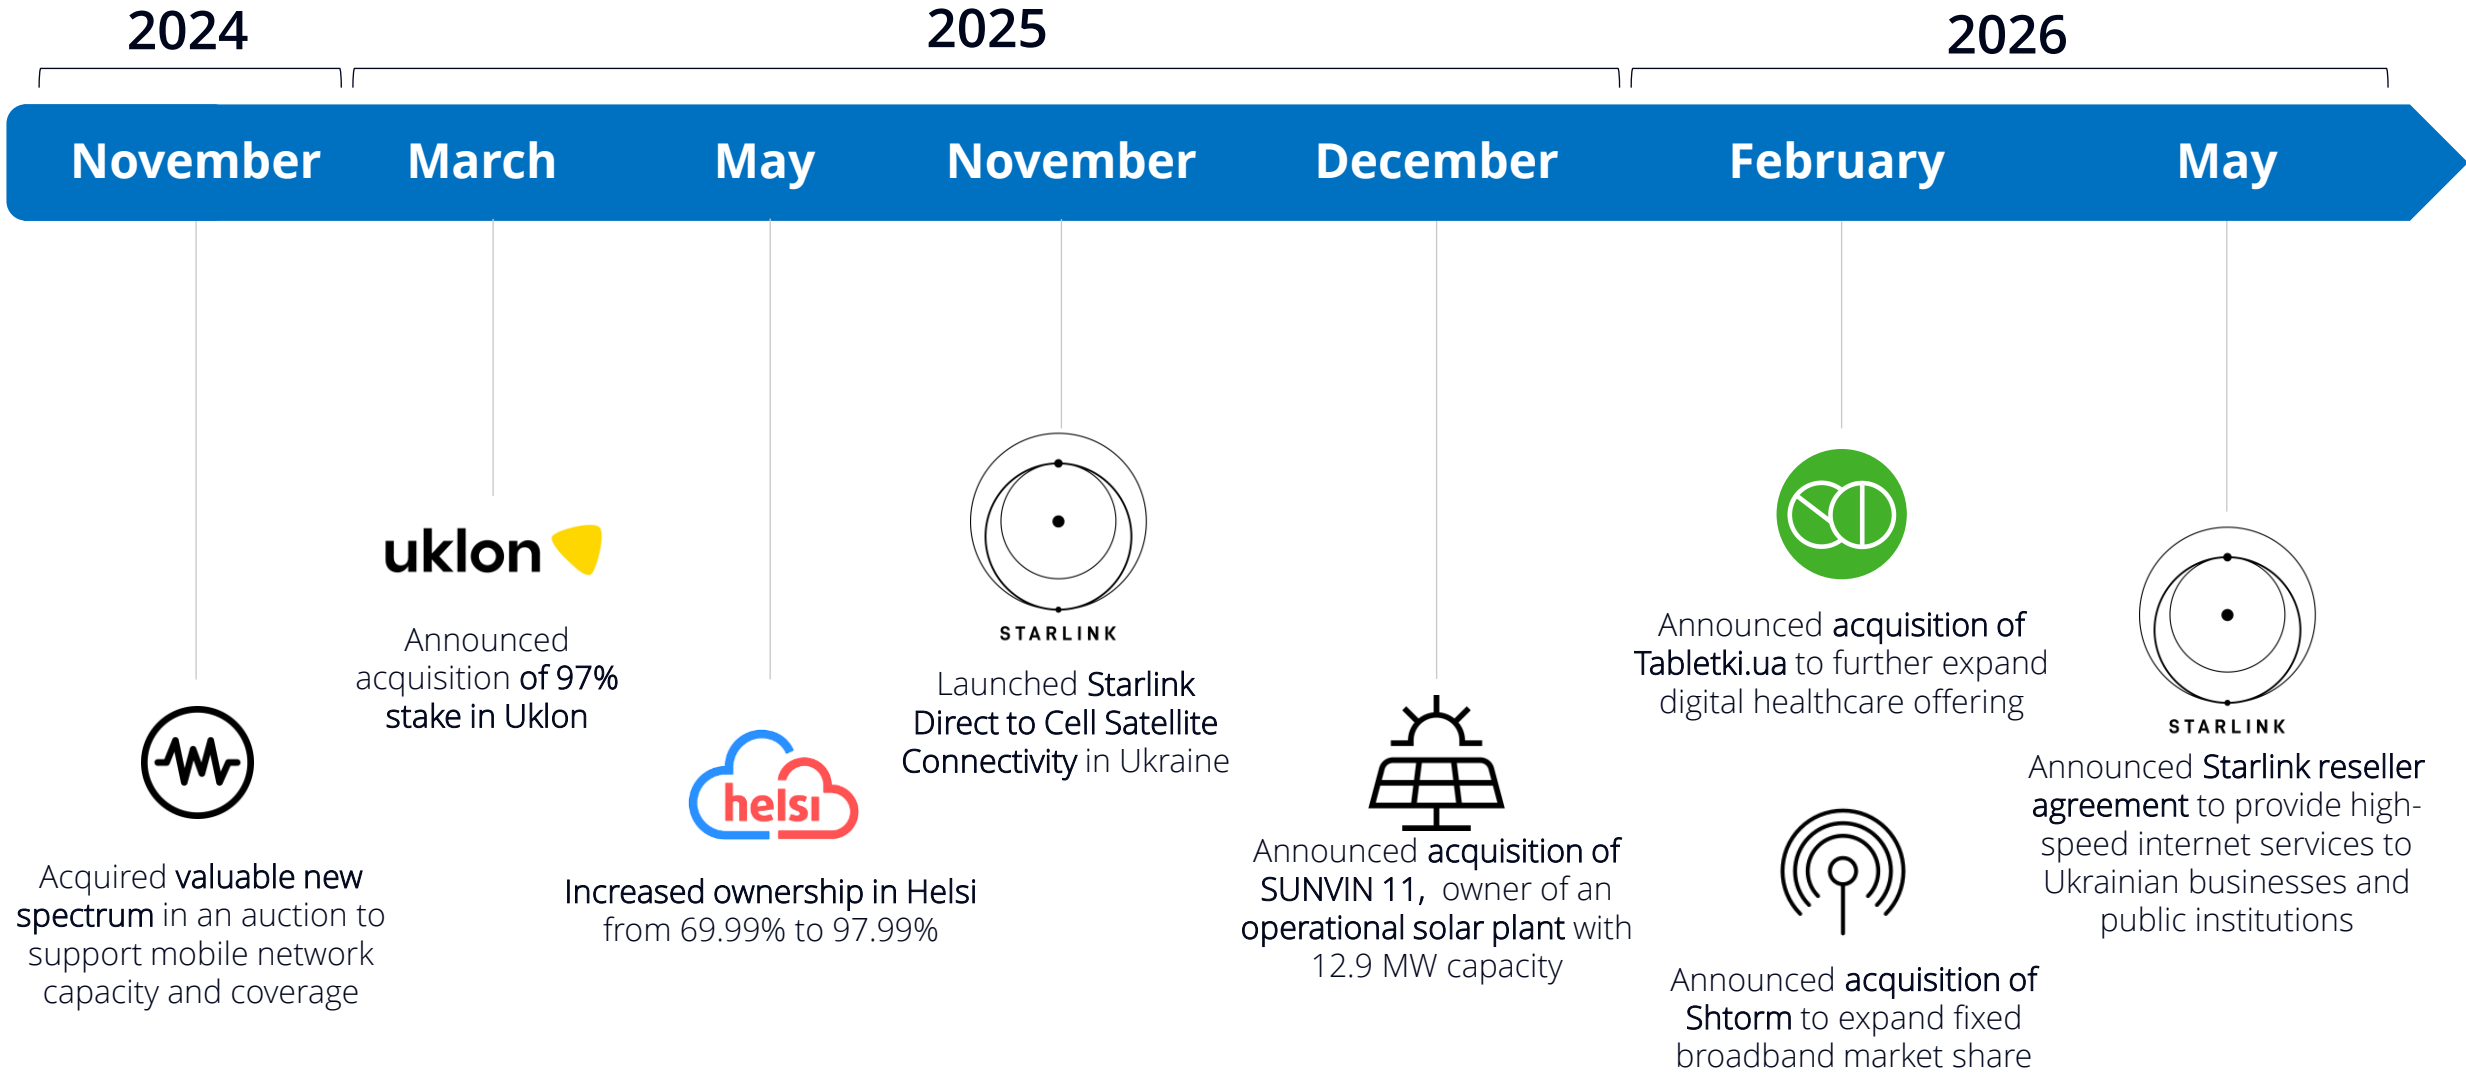 2024
2025
2026
November
March
May
November
December
February
May
Acquired valuable new
spectrum in an auction to
support mobile network
capacity and coverage
uklon
Announced
acquisition of 97%
stake in Uklon
helsi
Increased ownership in Helsi
from 69.99% to 97.99%
STARLINK
Launched Starlink
Direct to Cell Satellite
Connectivity in Ukraine
Announced acquisition of
SUNVIN 11, owner of an
operational solar plant with
12.9 MW capacity
Announced acquisition of
Tabletki.ua to further expand
digital healthcare offering
Announced acquisition of
Shtorm to expand fixed
broadband market share
STARLINK
Announced Starlink reseller
agreement to provide high-
speed internet services to
Ukrainian businesses and
public institutions